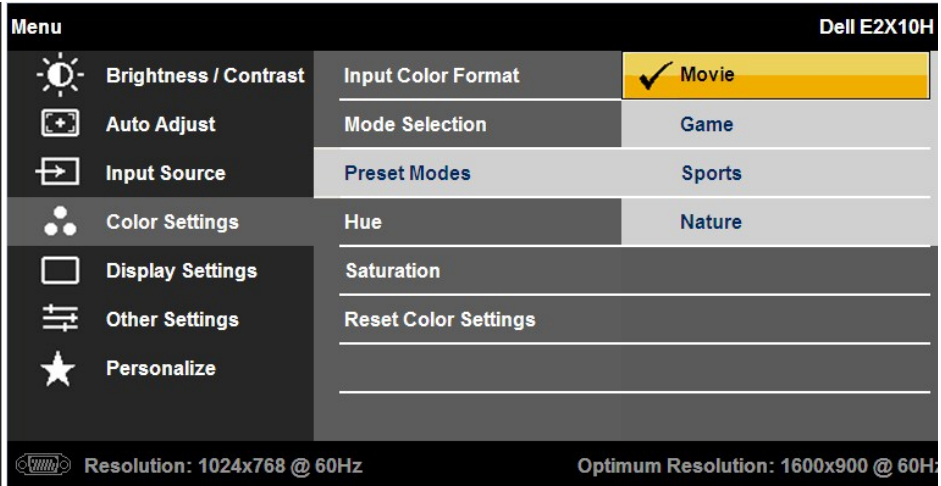 Menu Dell E2X10H
Brightness / Contrast Input Color Format Movie
Auto Adjust Mode Selection Game
Input Source Preset Modes Sports
Color Settings Hue Nature
Display Settings Saturation
Other Settings Reset Color Settings
Personalize
Resolution: 1024x768 @ 60Hz Optimum Resolution: 1600x900 @ 60Hz